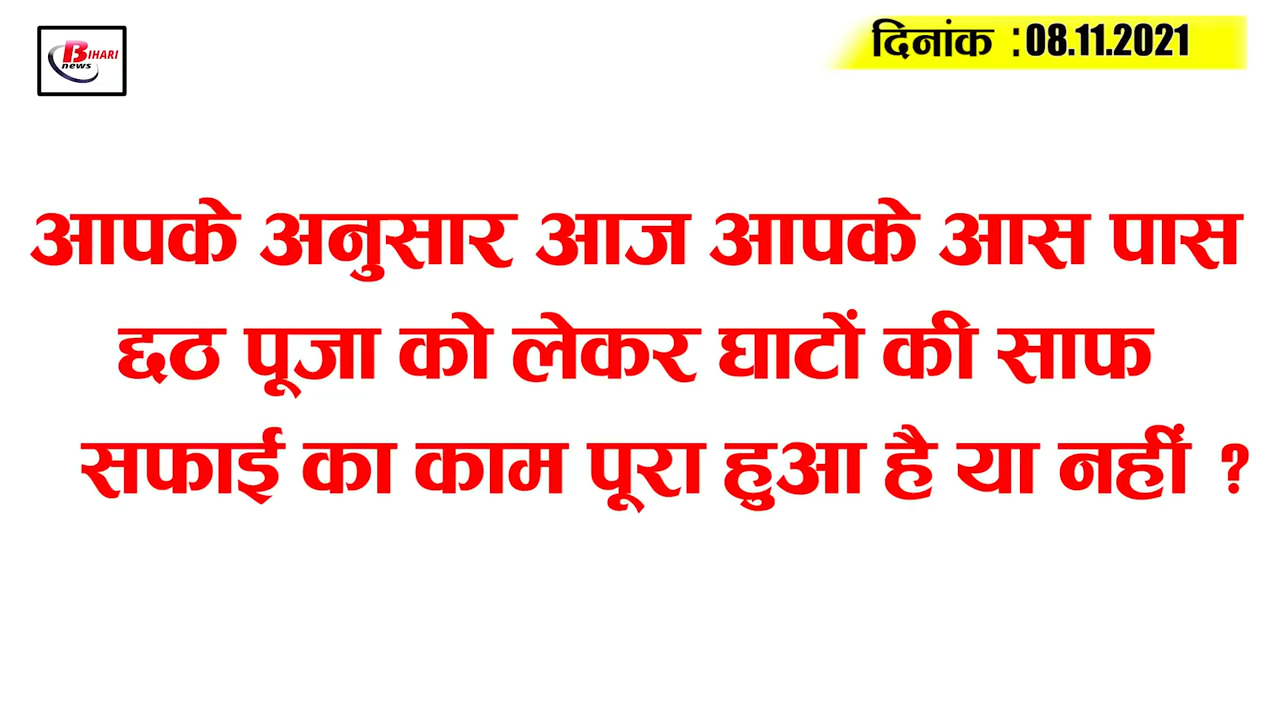 BIHARI
news
दिनांक : 08.11.2021
आपके अनुसार आज आपके आस पास
छठ पूजा को लेकर घाटों की साफ
सफाई का काम पूरा हुआ है या नहीं ?